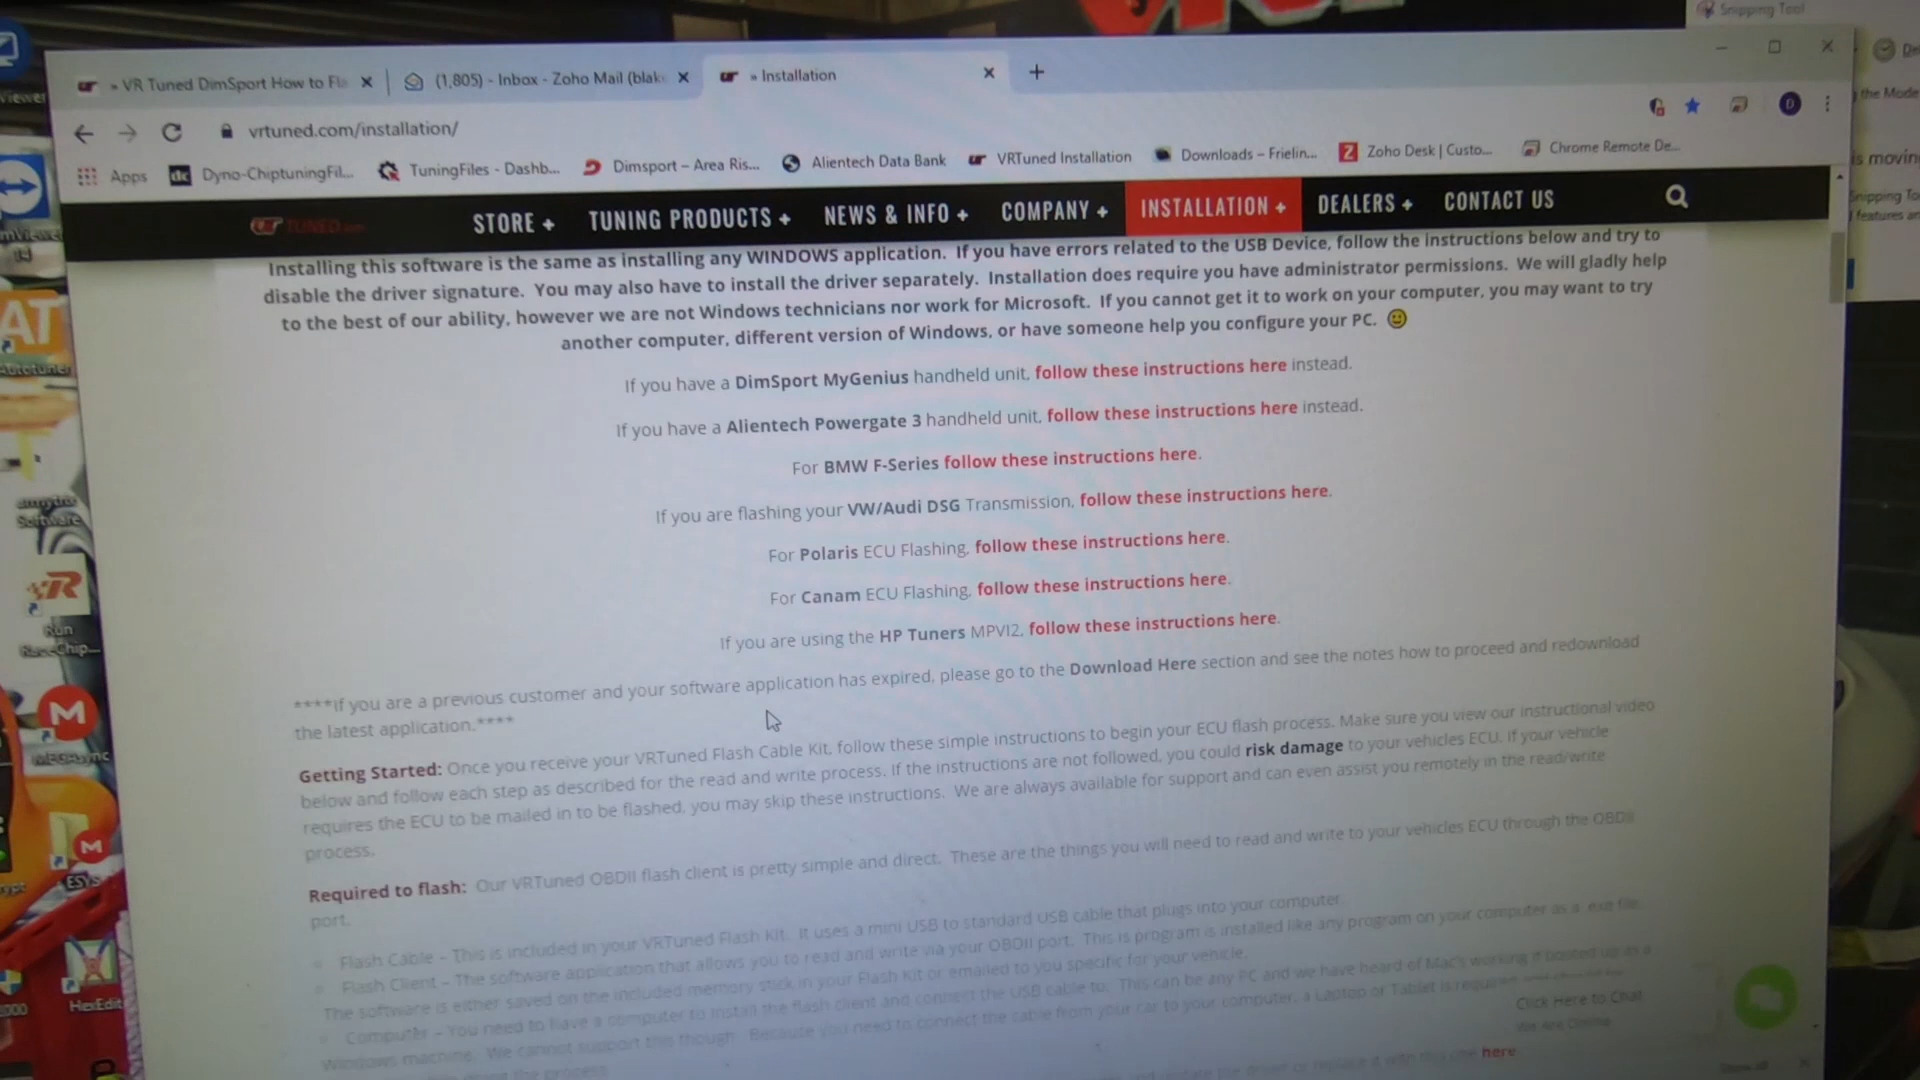 Snipping Tool
» VR Tuned DimSport How to Fla
(1,805) - Inbox - Zoho Mail (blake
» Installation
vrtuned.com/installation/
Apps
Dyno-ChiptuningFil...
TuningFiles - Dashb...
Dimsport – Area Ris...
Alientech Data Bank
VRTuned Installation
Downloads – Frielin...
Zoho Desk | Custo...
Chrome Remote De...
STORE +
TUNING PRODUCTS +
NEWS & INFO +
COMPANY +
INSTALLATION +
DEALERS +
CONTACT US
Installing this software is the same as installing any WINDOWS application. If you have errors related to the USB Device, follow the instructions below and try to
disable the driver signature. You may also have to install the driver separately. Installation does require you have administrator permissions. We will gladly help
to the best of our ability, however we are not Windows technicians nor work for Microsoft. If you cannot get it to work on your computer, you may want to try
another computer, different version of Windows, or have someone help you configure your PC.
If you have a DimSport MyGenius handheld unit, follow these instructions here instead.
If you have a Alientech Powergate 3 handheld unit, follow these instructions here instead.
For BMW F-Series follow these instructions here.
If you are flashing your VW/Audi DSG Transmission, follow these instructions here.
For Polaris ECU Flashing, follow these instructions here.
For Canam ECU Flashing, follow these instructions here.
If you are using the HP Tuners MPVI2, follow these instructions here.
****If you are a previous customer and your software application has expired, please go to the Download Here section and see the notes how to proceed and redownload
the latest application.****
Getting Started: Once you receive your VRTuned Flash Cable Kit, follow these simple instructions to begin your ECU flash process. Make sure you view our instructional video
below and follow each step as described for the read and write process. If the instructions are not followed, you could risk damage to your vehicles ECU. If your vehicle
requires the ECU to be mailed in to be flashed, you may skip these instructions. We are always available for support and can even assist you remotely in the read/write
process.
Required to flash: Our VRTuned OBDII flash client is pretty simple and direct. These are the things you will need to read and write to your vehicles ECU through the OBDII
port.
Flash Cable – This is included in your VRTuned Flash Kit. It uses a mini USB to standard USB cable that plugs into your computer.
Flash Client – The software application that allows you to read and write via your OBDII port. This is program is installed like any program on your computer as a .exe file.
The software is either saved on the included memory stick in your Flash Kit or emailed to you specific for your vehicle.
Computer – You need to have a computer to install the flash client and connect the USB cable to. This can be any PC and we have heard of Mac's working if booted up as a
Windows machine. We cannot support this though. Because you need to connect the cable from your car to your computer, a Laptop or Tablet is
the process
here
Click Here to Chat
We Are Online
the Mode
is movin
Snipping To
features an
Viewer
AT
Autotuner
Software
Run
RaceChip...
MEGAsync
ESYS
HexEdit